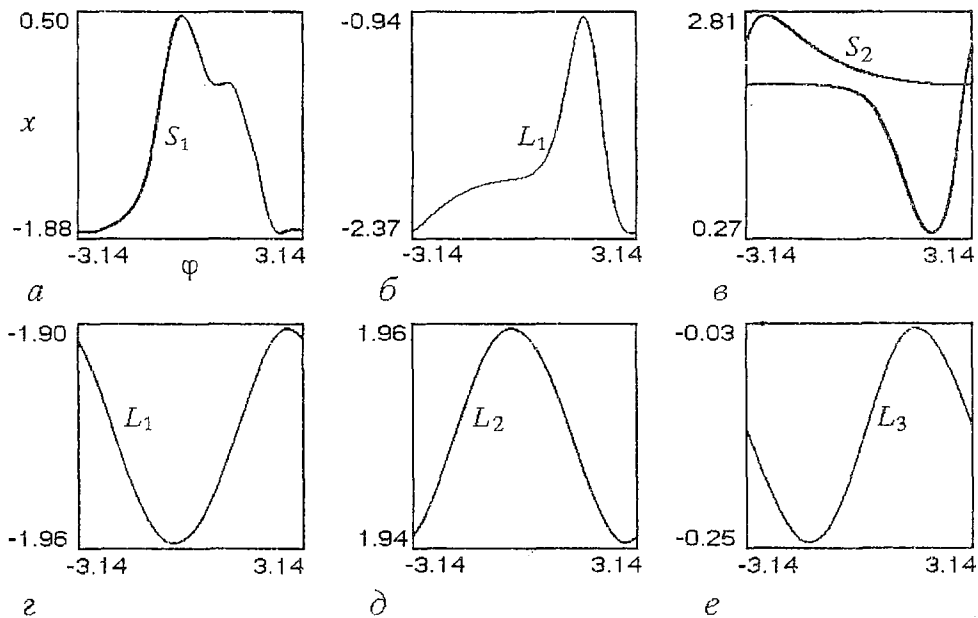 0.50
x
S₁
-1.88
-3.14 φ 3.14
а
-0.94
L₁
-2.37
-3.14 3.14
б
2.81
S₂
0.27
-3.14 3.14
в
-1.90
L₁
-1.96
-3.14 3.14
г
1.96
L₂
1.94
-3.14 3.14
д
-0.03
L₃
-0.25
-3.14 3.14
е